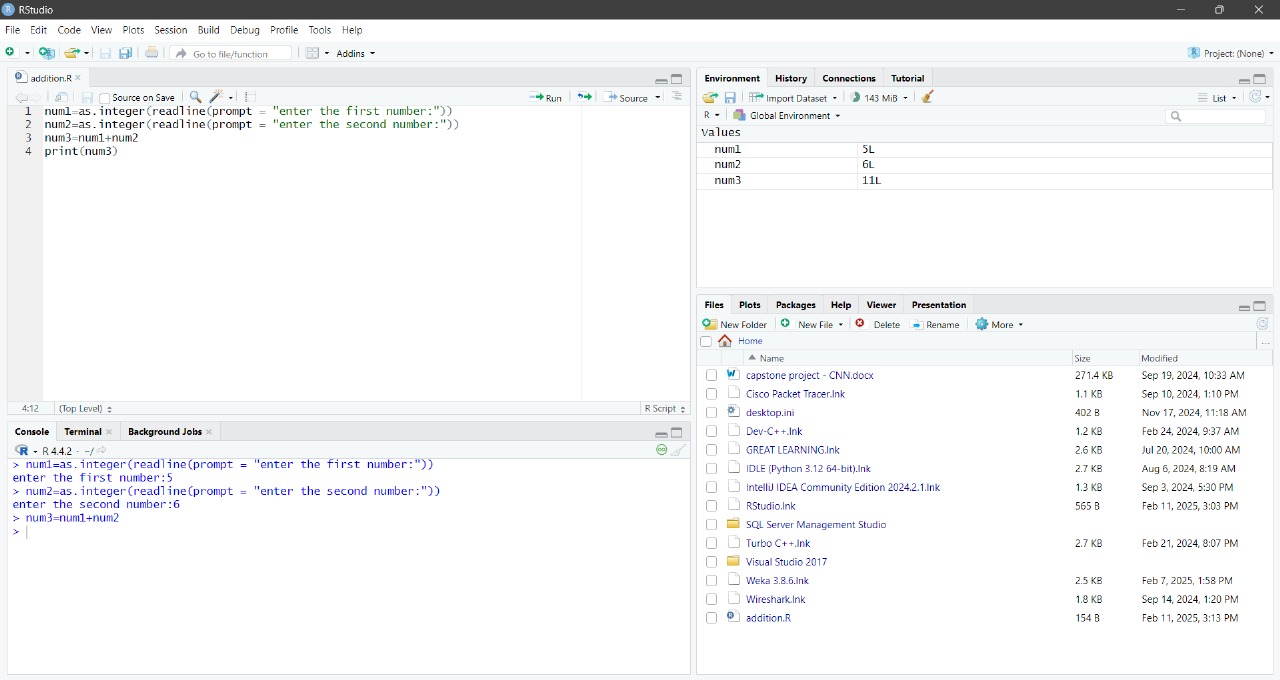 RStudio
File Edit Code View Plots Session Build Debug Profile Tools Help
Go to file/function Addins Project: (None)
addition.R
Source on Save Run Source
1 num1=as.integer(readline(prompt = "enter the first number:"))
2 num2=as.integer(readline(prompt = "enter the second number:"))
3 num3=num1+num2
4 print(num3)
4:12 (Top Level) R Script
Console Terminal Background Jobs
R 4.4.2 · ~/
> num1=as.integer(readline(prompt = "enter the first number:"))
enter the first number:5
> num2=as.integer(readline(prompt = "enter the second number:"))
enter the second number:6
> num3=num1+num2
>
Environment History Connections Tutorial
Import Dataset 143 MiB List
R Global Environment
Values
num1 5L
num2 6L
num3 11L
Files Plots Packages Help Viewer Presentation
New Folder New File Delete Rename More
Home ...
Name Size Modified
capstone project - CNN.docx 271.4 KB Sep 19, 2024, 10:33 AM
Cisco Packet Tracer.lnk 1.1 KB Sep 10, 2024, 1:10 PM
desktop.ini 402 B Nov 17, 2024, 11:18 AM
Dev-C++.lnk 1.2 KB Feb 24, 2024, 9:37 AM
GREAT LEARNING.lnk 2.6 KB Jul 20, 2024, 10:00 AM
IDLE (Python 3.12 64-bit).lnk 2.7 KB Aug 6, 2024, 8:19 AM
IntelliJ IDEA Community Edition 2024.2.1.lnk 1.3 KB Sep 3, 2024, 5:30 PM
RStudio.lnk 565 B Feb 11, 2025, 3:03 PM
SQL Server Management Studio
Turbo C++.lnk 2.7 KB Feb 21, 2024, 8:07 PM
Visual Studio 2017
Weka 3.8.6.lnk 2.5 KB Feb 7, 2025, 1:58 PM
Wireshark.lnk 1.8 KB Sep 14, 2024, 1:20 PM
addition.R 154 B Feb 11, 2025, 3:13 PM